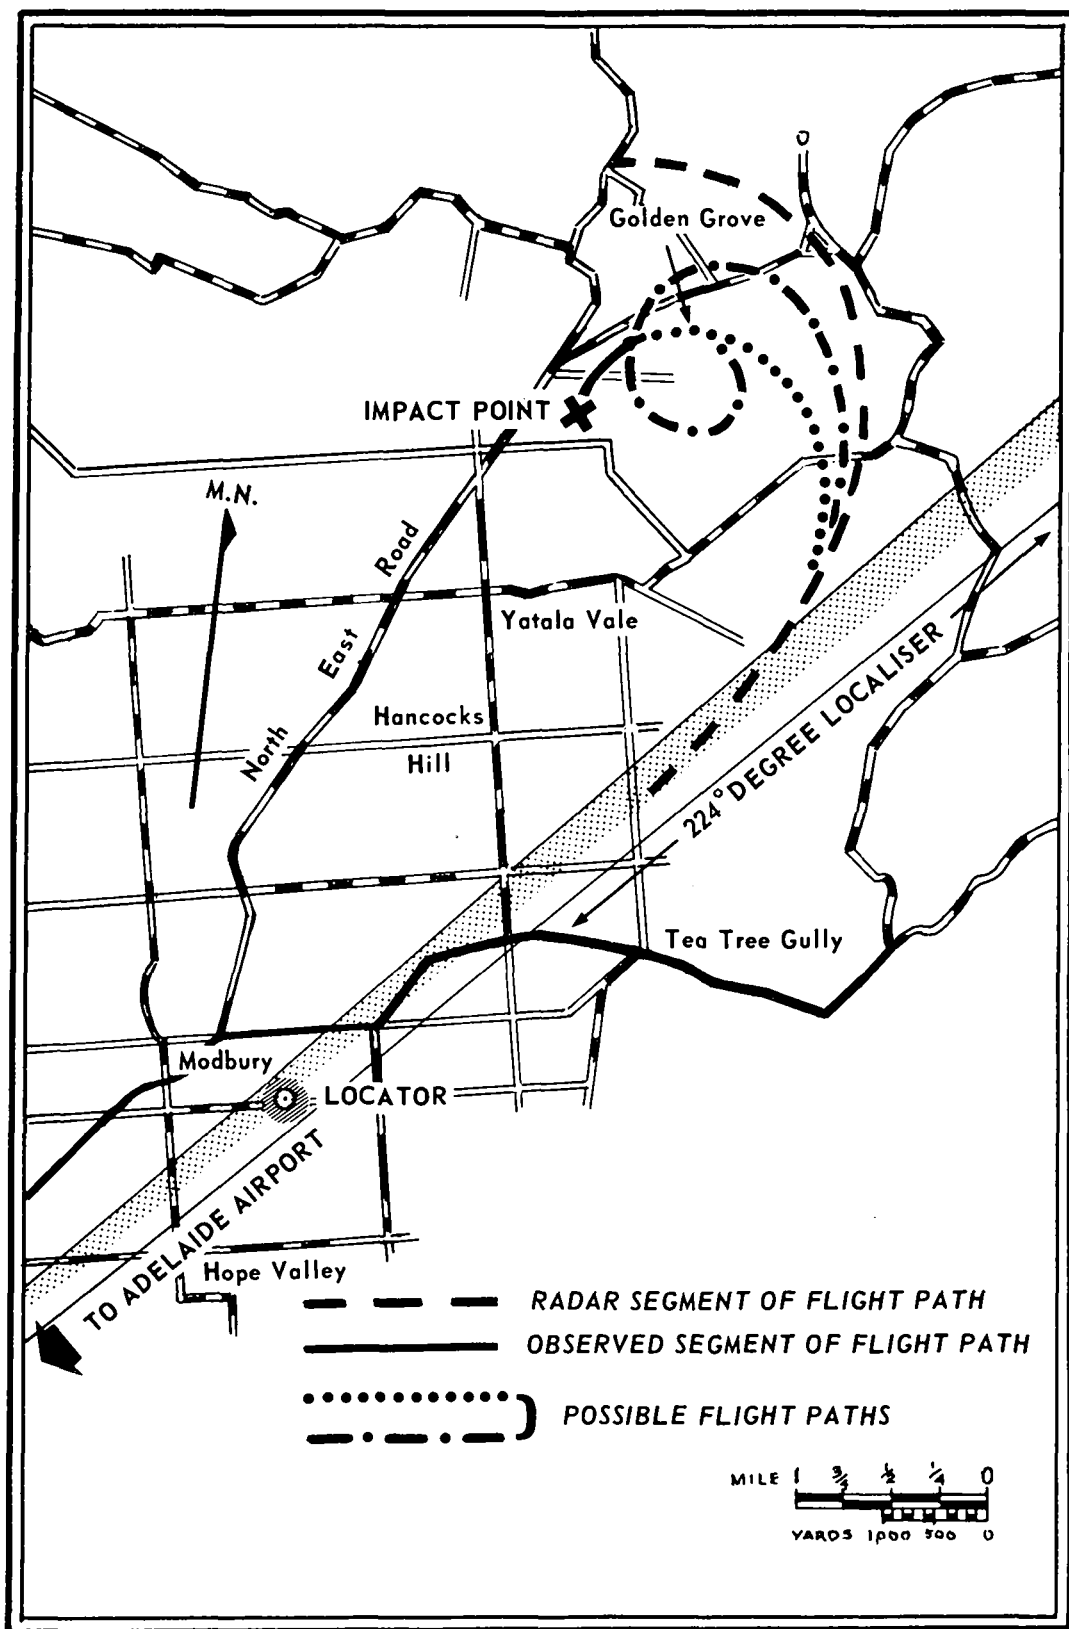 Golden Grove
IMPACT POINT
M.N.
North East Road
Yatala Vale
Hancocks
Hill
224° DEGREE LOCALISER
Tea Tree Gully
Modbury
LOCATOR
TO ADELAIDE AIRPORT
Hope Valley
RADAR SEGMENT OF FLIGHT PATH
OBSERVED SEGMENT OF FLIGHT PATH
POSSIBLE FLIGHT PATHS
MILE 1 3/4 1/2 1/4 0
YARDS 1000 500 0